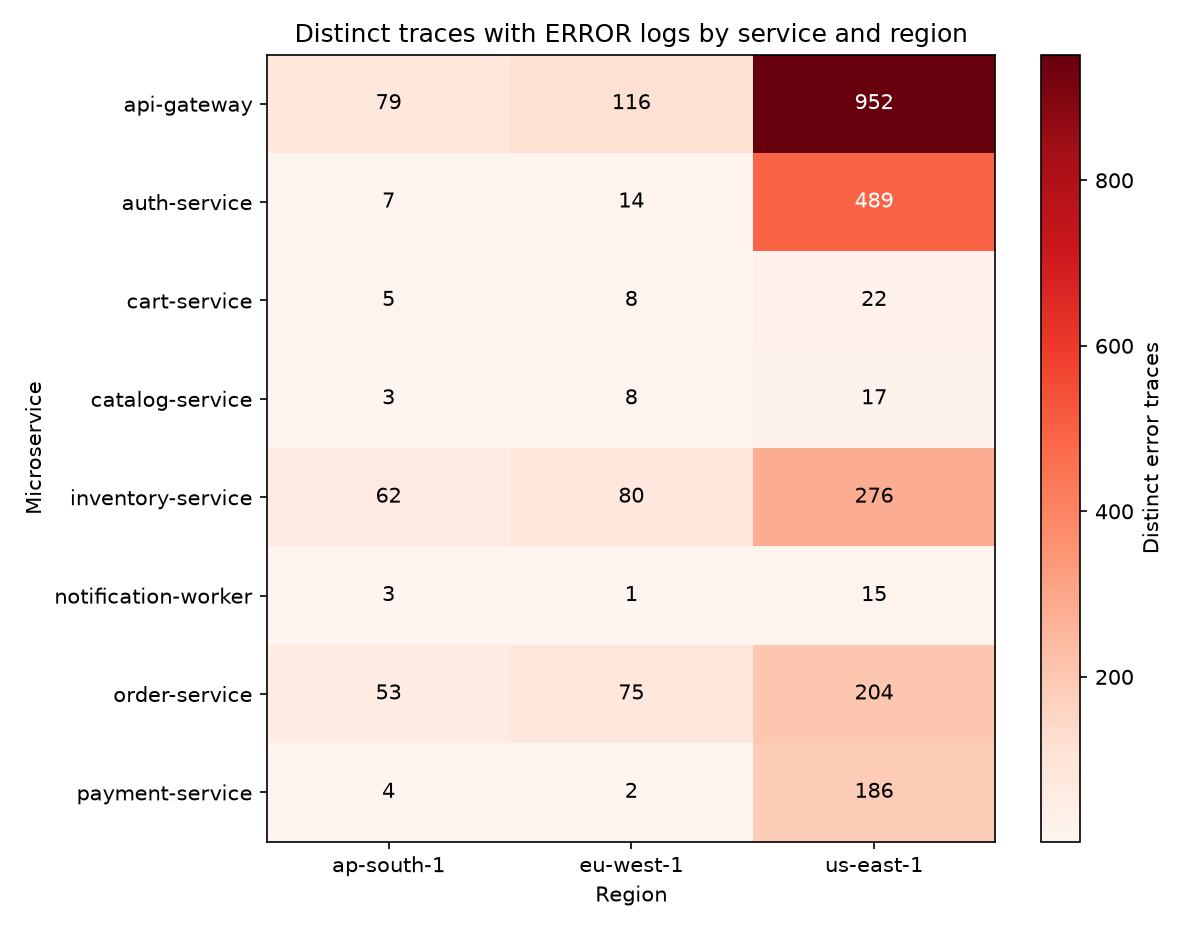 Distinct traces with ERROR logs by service and region
api-gateway 79 116 952
auth-service 7 14 489
cart-service 5 8 22
catalog-service 3 8 17
inventory-service 62 80 276
notification-worker 3 1 15
order-service 53 75 204
payment-service 4 2 186
ap-south-1 eu-west-1 us-east-1
Region
Microservice
800
600
400
200
Distinct error traces